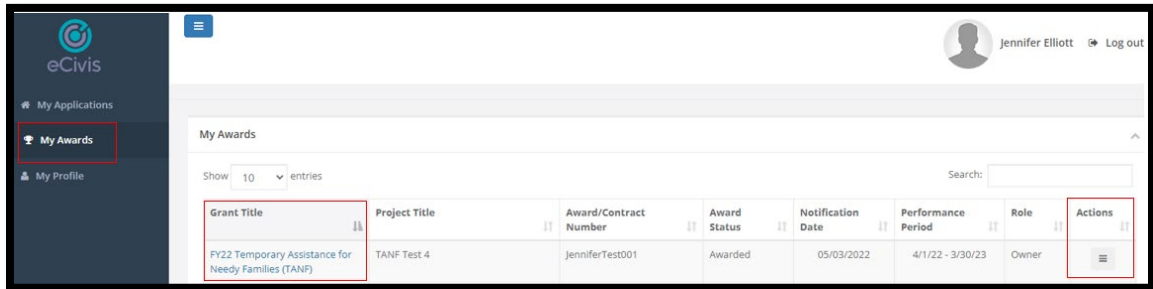 eCivis
Jennifer Elliott Log out
My Applications
My Awards
My Profile
My Awards
Show 10 entries
Search:
Grant Title Project Title Award/Contract Number Award Status Notification Date Performance Period Role Actions
FY22 Temporary Assistance for Needy Families (TANF) TANF Test 4 JenniferTest001 Awarded 05/03/2022 4/1/22 - 3/30/23 Owner